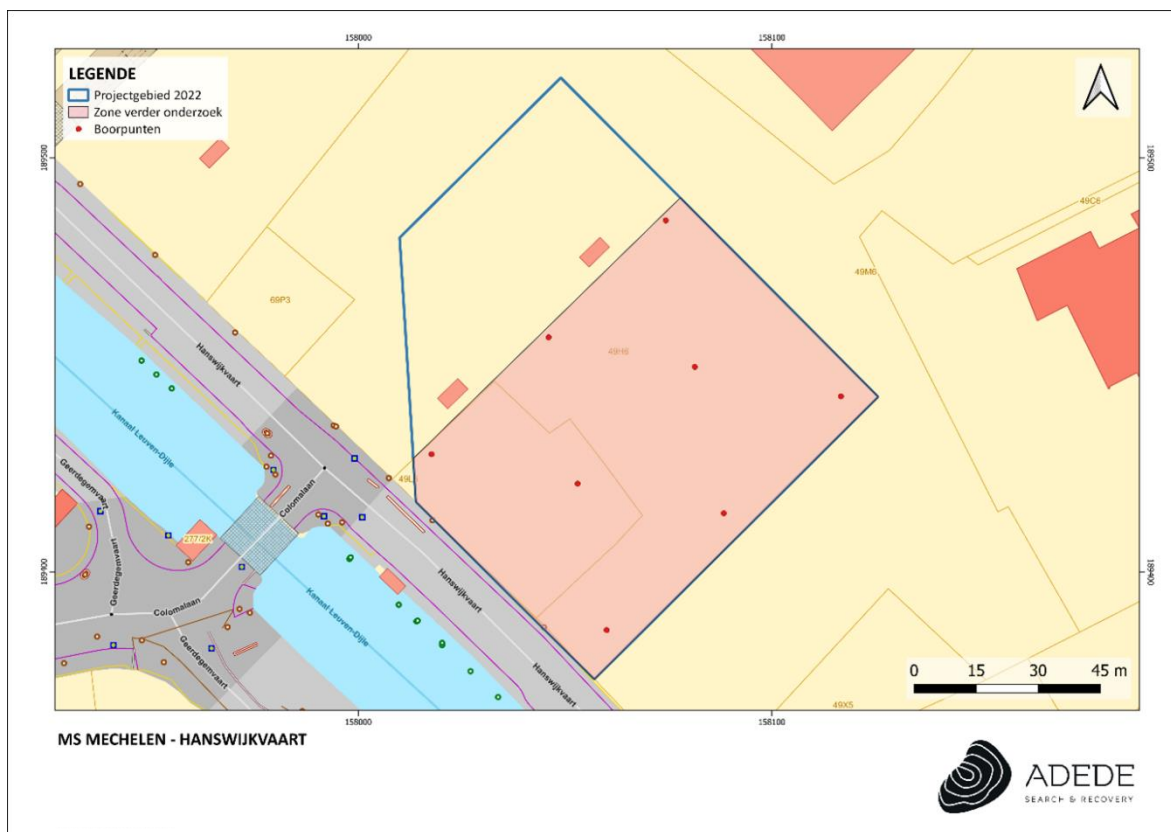 158000
158100
LEGENDE
Projectgebied 2022
Zone verder onderzoek
Boorpunten
189500
189500
49C6
49M6
69P3
49H6
Hanswijkvaart
Kanaal Leuven-Dijle
Geerdegemvaart
Colomalaan
49L
277/2K
Geerdegemvaart
Colomalaan
Kanaal Leuven-Dijle
Hanswijkvaart
189400
189400
Geerdegemvaart
Hanswijkvaart
0 15 30 45 m
49X5
158000
158100
MS MECHELEN - HANSWIJKVAART
ADEDE
SEARCH & RECOVERY